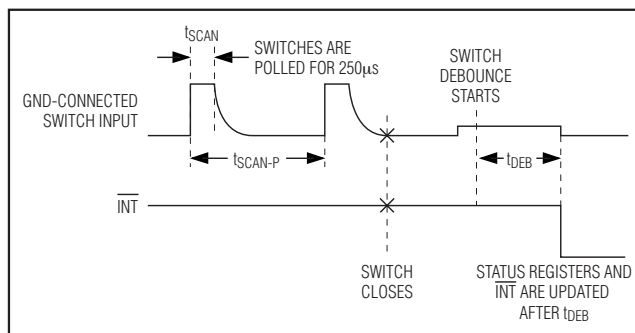 tSCAN
SWITCHES ARE
POLLED FOR 250µs
SWITCH
DEBOUNCE
STARTS
GND-CONNECTED
SWITCH INPUT
tSCAN-P
tDEB
INT
SWITCH
CLOSES
STATUS REGISTERS AND
INT ARE UPDATED
AFTER tDEB